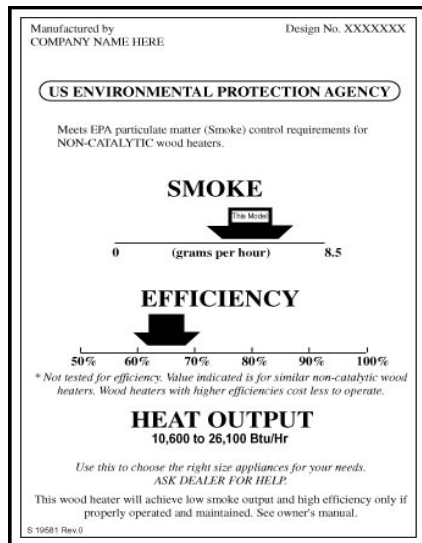 Manufactured by
COMPANY NAME HERE
Design No. XXXXXXX
US ENVIRONMENTAL PROTECTION AGENCY
Meets EPA particulate matter (Smoke) control requirements for
NON-CATALYTIC wood heaters.
SMOKE
This Model
0 (grams per hour) 8.5
EFFICIENCY
50% 60% 70% 80% 90% 100%
* Not tested for efficiency. Value indicated is for similar non-catalytic wood
heaters. Wood heaters with higher efficiencies cost less to operate.
HEAT OUTPUT
10,600 to 26,100 Btu/Hr
Use this to choose the right size appliances for your needs.
ASK DEALER FOR HELP.
This wood heater will achieve low smoke output and high efficiency only if
properly operated and maintained. See owner's manual.
S 19581 Rev.0